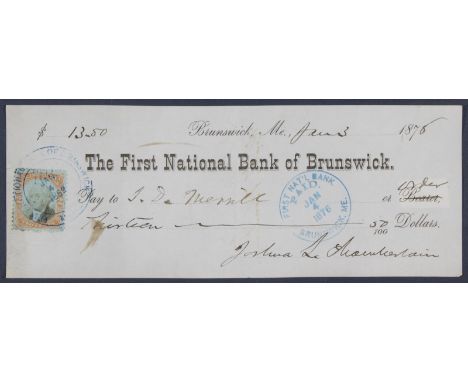 $ 13.50 Brunswick, Me., Jan 3 1876
The First National Bank of Brunswick.
order
Pay to I. D. Merrill or Bearer,
Thirteen 50/100 Dollars.
Joshua L. Chamberlain
FIRST NAT'L BANK
PAID
JAN
4
1876
BRUNSWICK, ME.